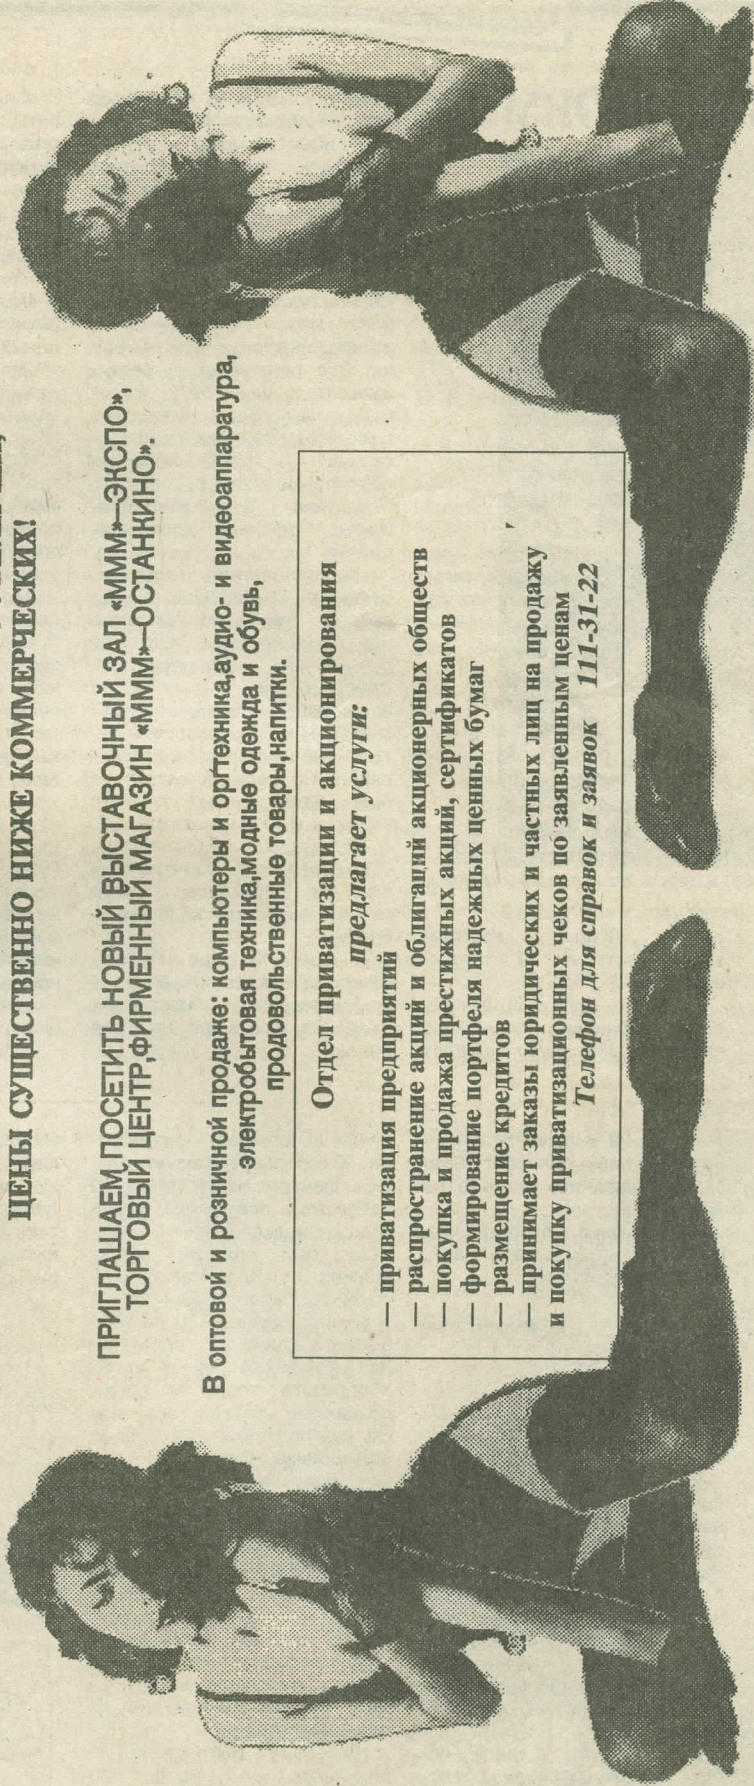 ЦЕНЫ СУЩЕСТВЕННО НИЖЕ КОММЕРЧЕСКИХ!
ПРИГЛАШАЕМ ПОСЕТИТЬ НОВЫЙ ВЫСТАВОЧНЫЙ ЗАЛ «МММ»—ЭКСПО»,
ТОРГОВЫЙ ЦЕНТР,ФИРМЕННЫЙ МАГАЗИН «МММ»—ОСТАНКИНО».
В оптовой и розничной продаже: компьютеры и оргтехника,аудио- и видеоаппаратура,
электробытовая техника,модные одежда и обувь,
продовольственные товары,напитки.
Отдел приватизации и акционирования
предлагает услуги:
— приватизация предприятий
— распространение акций и облигаций акционерных обществ
— покупка и продажа престижных акций, сертификатов
— формирование портфеля надежных ценных бумаг
— размещение кредитов
— принимает заказы юридических и частных лиц на продажу
и покупку приватизационных чеков по заявленным ценам
Телефон для справок и заявок 111-31-22